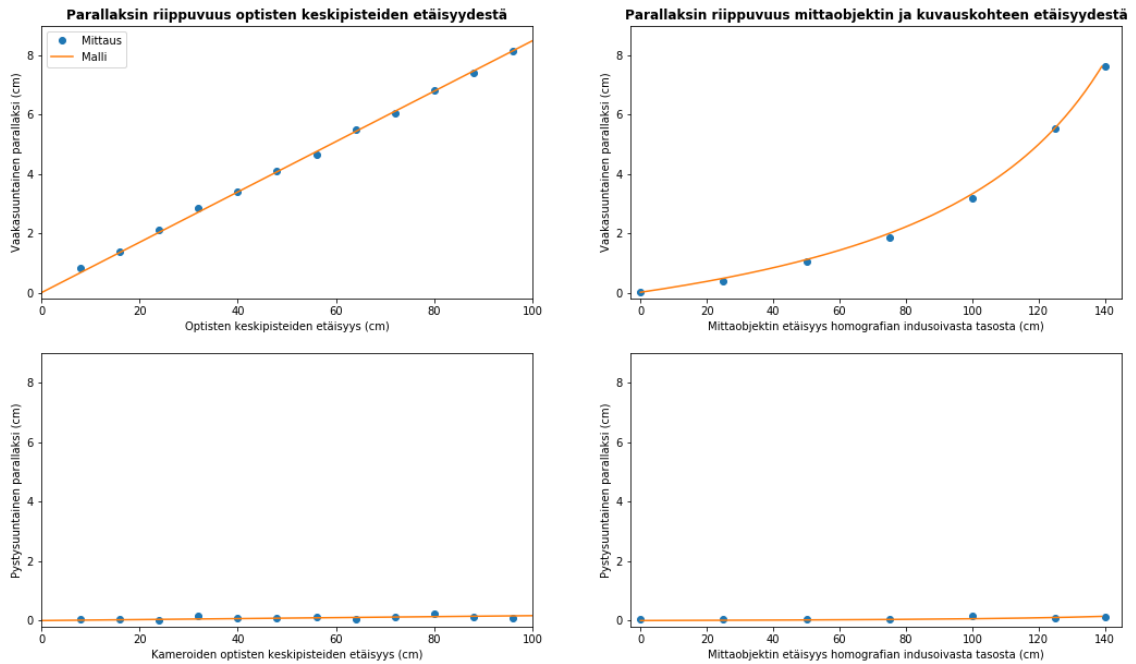 Parallaksin riippuvuus optisten keskipisteiden etäisyydestä
Vaakasuuntainen parallaksi (cm)
8
6
4
2
0
Mittaus
Malli
0 20 40 60 80 100
Optisten keskipisteiden etäisyys (cm)
Parallaksin riippuvuus mittaobjektin ja kuvauskohteen etäisyydestä
Vaakasuuntainen parallaksi (cm)
8
6
4
2
0
0 20 40 60 80 100 120 140
Mittaobjektin etäisyys homografian indusoivasta tasosta (cm)
Pystysuuntainen parallaksi (cm)
8
6
4
2
0
0 20 40 60 80 100
Kameroiden optisten keskipisteiden etäisyys (cm)
Pystysuuntainen parallaksi (cm)
8
6
4
2
0
0 20 40 60 80 100 120 140
Mittaobjektin etäisyys homografian indusoivasta tasosta (cm)